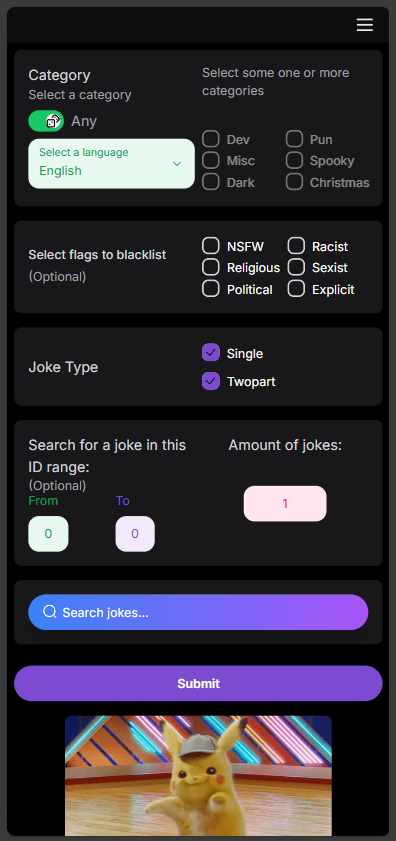 Category
Select a category
Any
Select a language
English
Select some one or more
categories
Dev
Pun
Misc
Spooky
Dark
Christmas
Select flags to blacklist
(Optional)
NSFW
Racist
Religious
Sexist
Political
Explicit
Joke Type
Single
Twopart
Search for a joke in this
ID range:
(Optional)
From
To
0
0
Amount of jokes:
1
Search jokes...
Submit